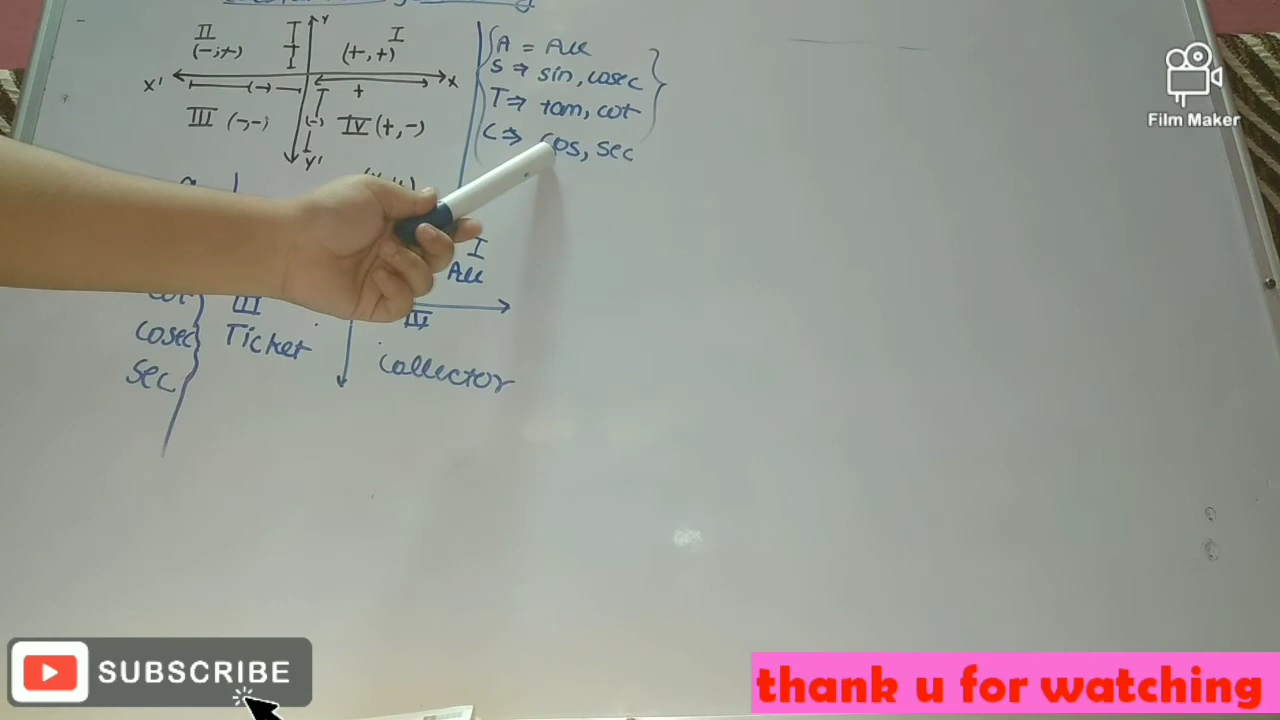 II
I
Y
(-,+)
(+,+)
X'
X
(-)
+
III (-,-)
(-)
IV (+,-)
Y'
A = All
S ⇒ sin, cosec
T ⇒ tan, cot
C ⇒ cos, sec
I
All
cot
III
IV
cosec
Ticket
sec
Collector
Film Maker
SUBSCRIBE
thank u for watching